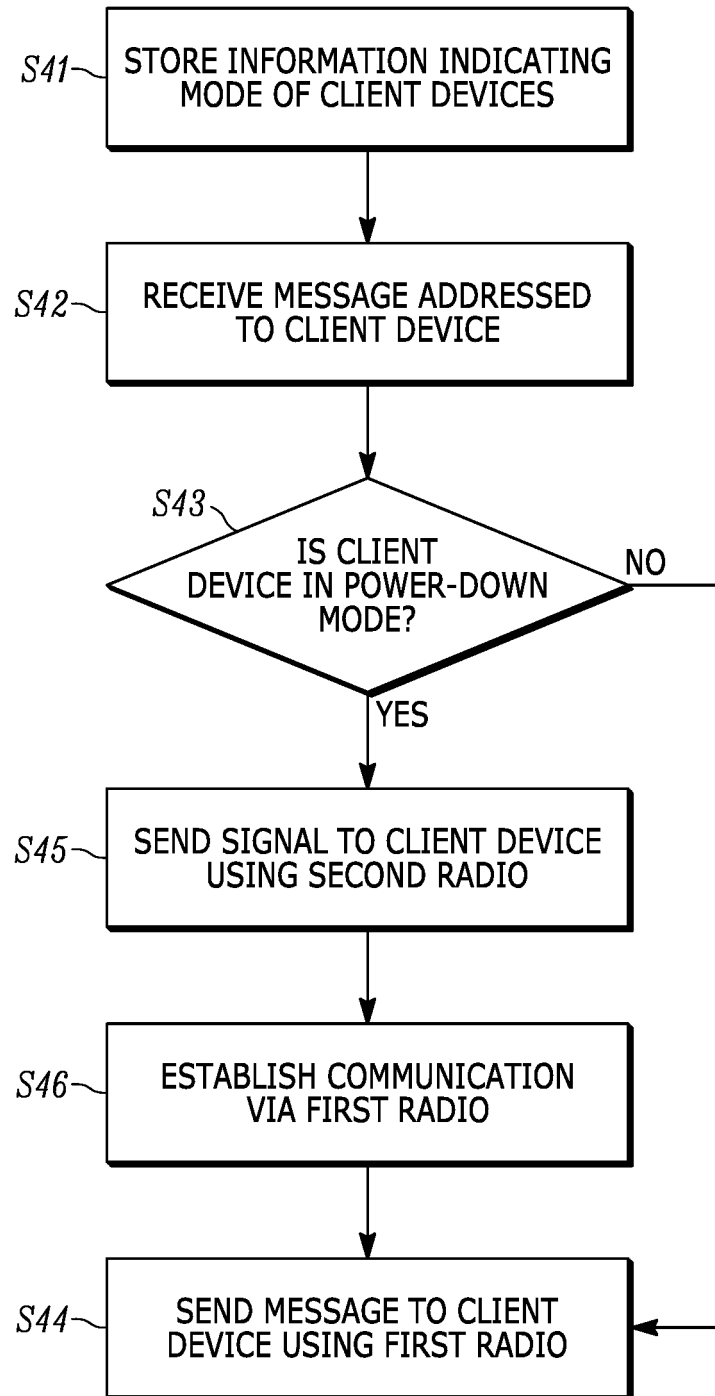 S41
STORE INFORMATION INDICATING
MODE OF CLIENT DEVICES
S42
RECEIVE MESSAGE ADDRESSED
TO CLIENT DEVICE
S43
IS CLIENT
DEVICE IN POWER-DOWN
MODE?
NO
YES
S45
SEND SIGNAL TO CLIENT DEVICE
USING SECOND RADIO
S46
ESTABLISH COMMUNICATION
VIA FIRST RADIO
S44
SEND MESSAGE TO CLIENT
DEVICE USING FIRST RADIO